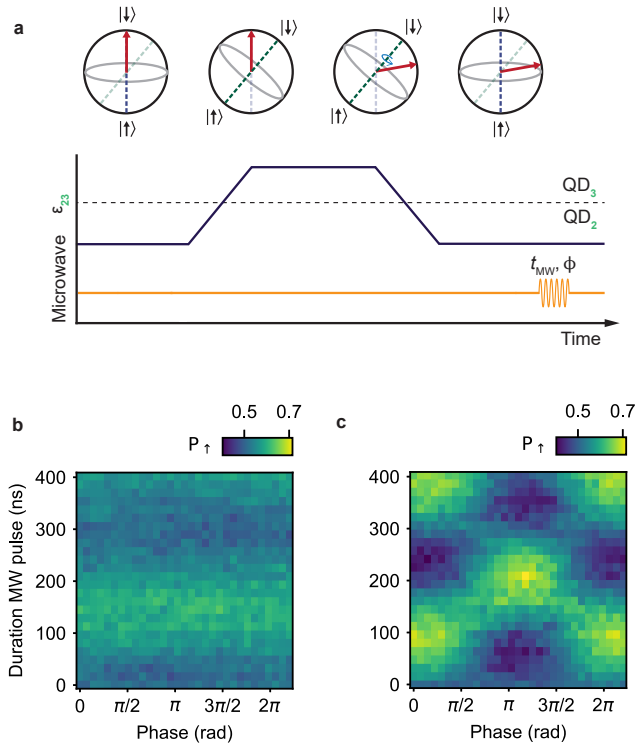 a
|↓⟩ |↓⟩ |↓⟩ |↓⟩
|↑⟩ |↑⟩ |↑⟩ |↑⟩
ε23
QD3
QD2
Microwave
tMW, ϕ
Time
b
0.5 0.7
P↑
c
0.5 0.7
P↑
Duration MW pulse (ns)
400
300
200
100
0
0 π/2 π 3π/2 2π
Phase (rad)
400
300
200
100
0
0 π/2 π 3π/2 2π
Phase (rad)